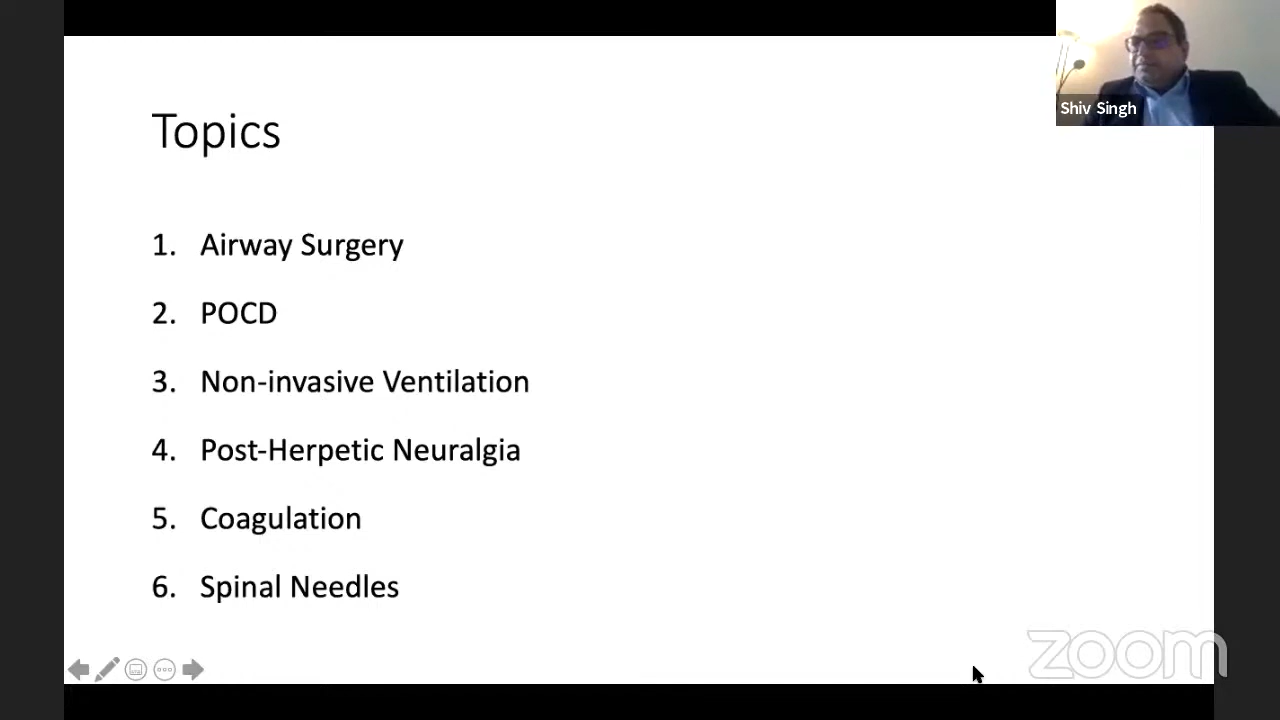 Topics
1. Airway Surgery
2. POCD
3. Non-invasive Ventilation
4. Post-Herpetic Neuralgia
5. Coagulation
6. Spinal Needles
Shiv Singh
zoom